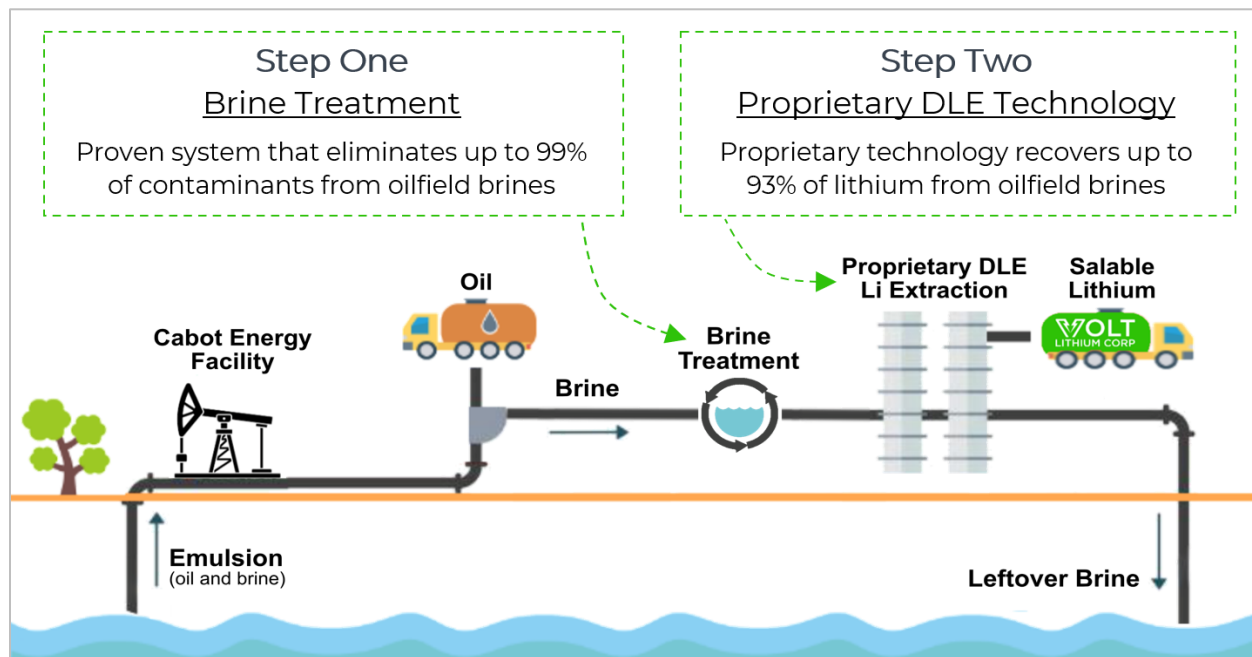 Step One
Brine Treatment
Proven system that eliminates up to 99%
of contaminants from oilfield brines
Step Two
Proprietary DLE Technology
Proprietary technology recovers up to
93% of lithium from oilfield brines
Cabot Energy
Facility
Oil
Brine
Brine
Treatment
Proprietary DLE
Li Extraction
Salable
Lithium
VOLT
LITHIUM CORP
Emulsion
(oil and brine)
Leftover Brine